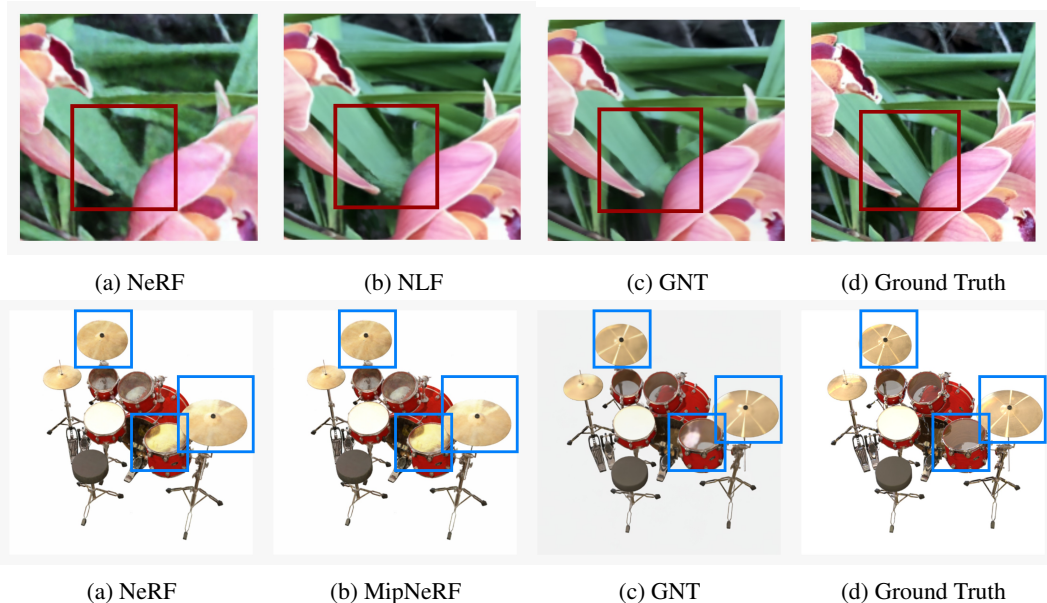 (a) NeRF (b) NLF (c) GNT (d) Ground Truth
(a) NeRF (b) MipNeRF (c) GNT (d) Ground Truth